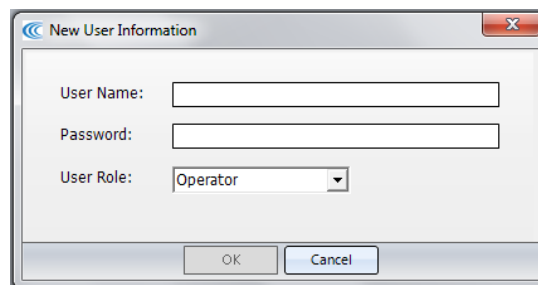 New User Information
User Name:
Password:
User Role: Operator
OK Cancel